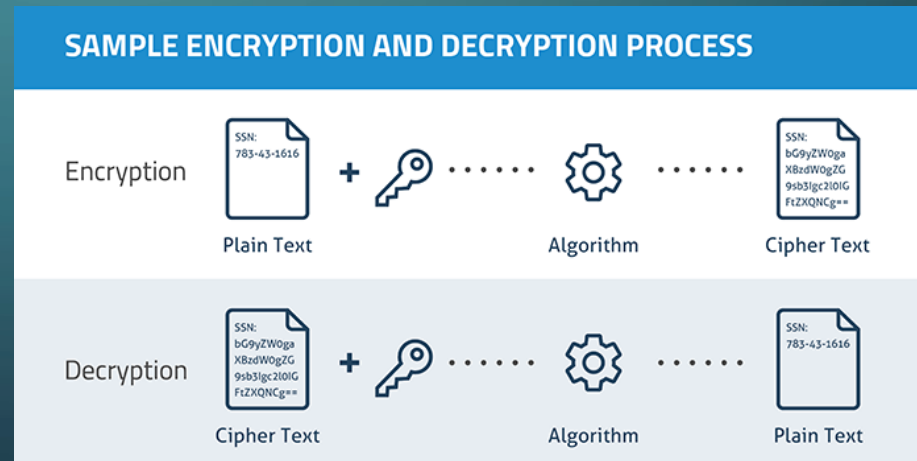 SAMPLE ENCRYPTION AND DECRYPTION PROCESS
Encryption
SSN:
783-43-1616
+
SSN:
bG9yZW0ga
XBzdW0gZG
9sb3Igc2l0IG
FtZXQNCg==
Plain Text
Algorithm
Cipher Text
Decryption
SSN:
bG9yZW0ga
XBzdW0gZG
9sb3Igc2l0IG
FtZXQNCg==
+
SSN:
783-43-1616
Cipher Text
Algorithm
Plain Text